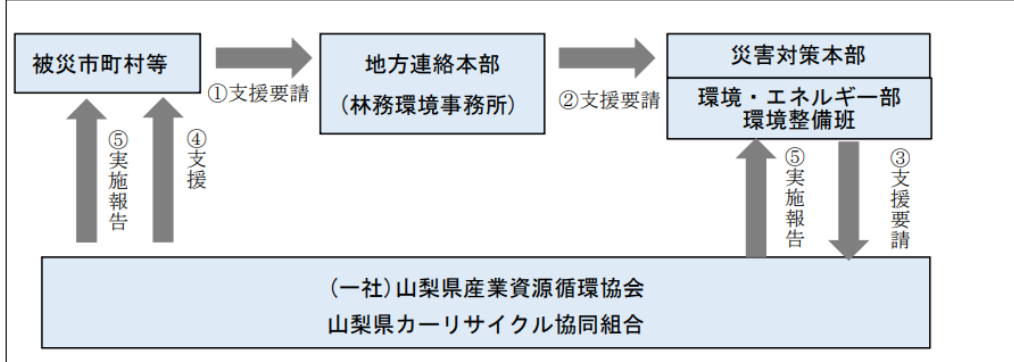 被災市町村等
①支援要請
地方連絡本部
(林務環境事務所)
②支援要請
災害対策本部
環境・エネルギー部
環境整備班
⑤実施報告
④支援
⑤実施報告
③支援要請
(一社)山梨県産業資源循環協会
山梨県カーリサイクル協同組合